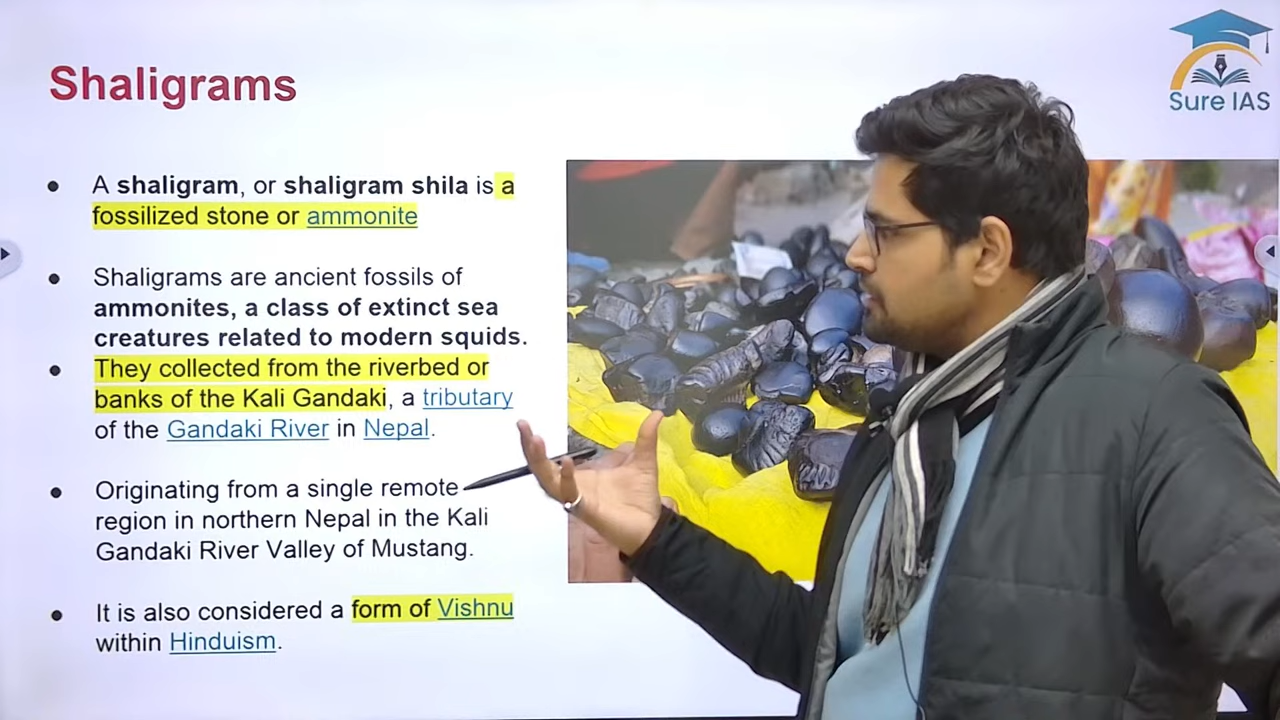 Shaligrams
Sure IAS
A shaligram, or shaligram shila is a
fossilized stone or ammonite
Shaligrams are ancient fossils of
ammonites, a class of extinct sea
creatures related to modern squids.
They collected from the riverbed or
banks of the Kali Gandaki, a tributary
of the Gandaki River in Nepal.
Originating from a single remote
region in northern Nepal in the Kali
Gandaki River Valley of Mustang.
It is also considered a form of Vishnu
within Hinduism.